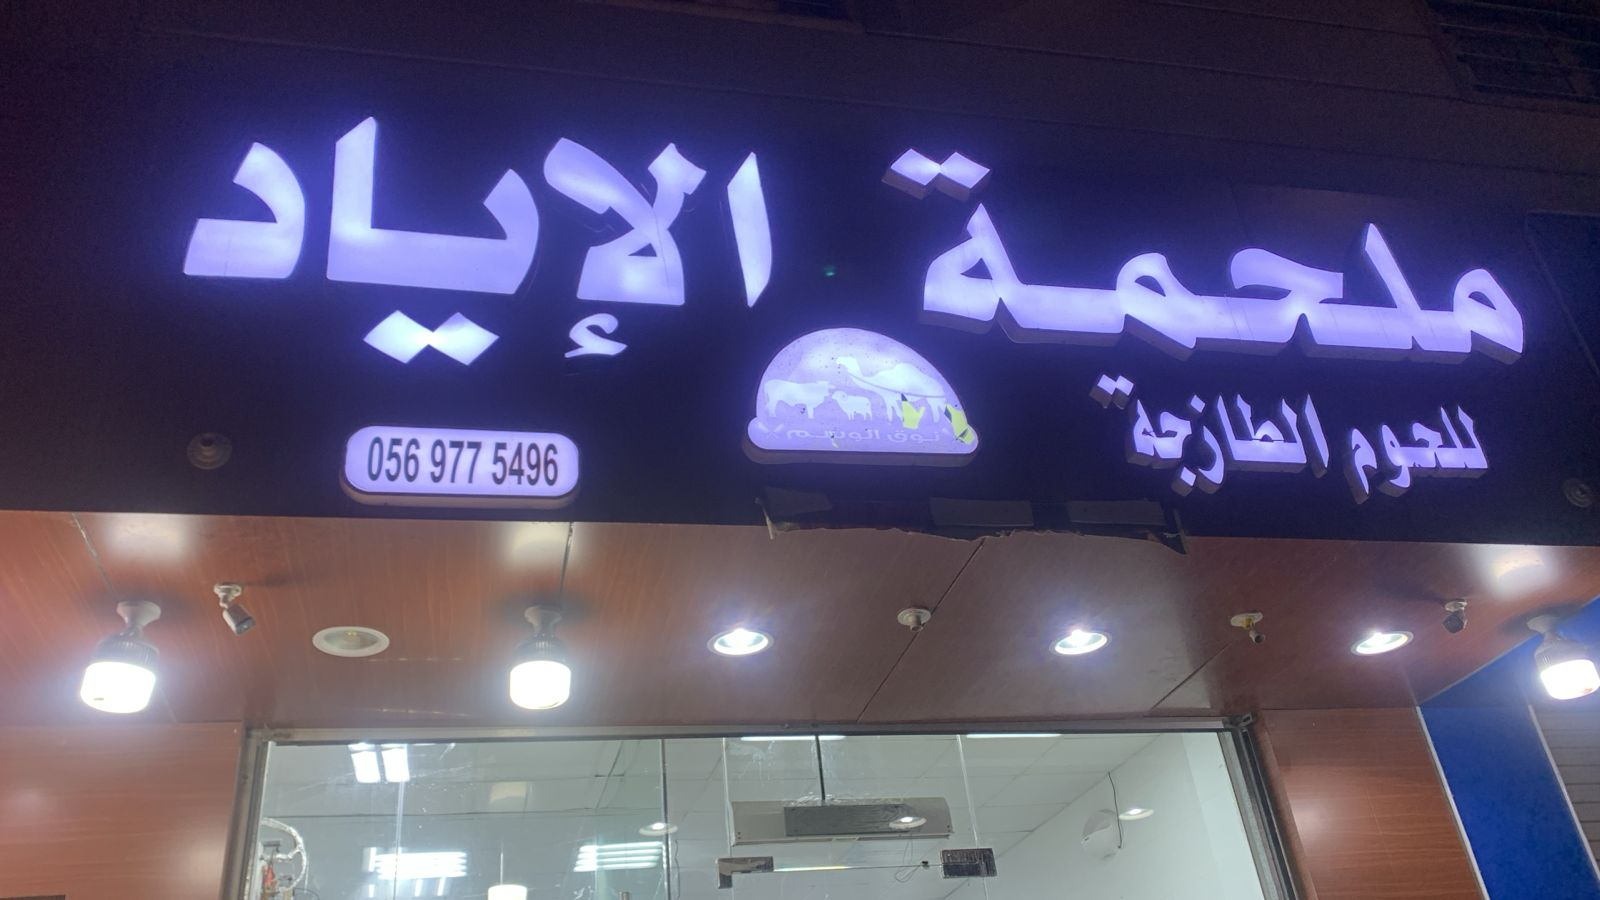 ملحمة الإياد
للحوم الطازجة
056 977 5496